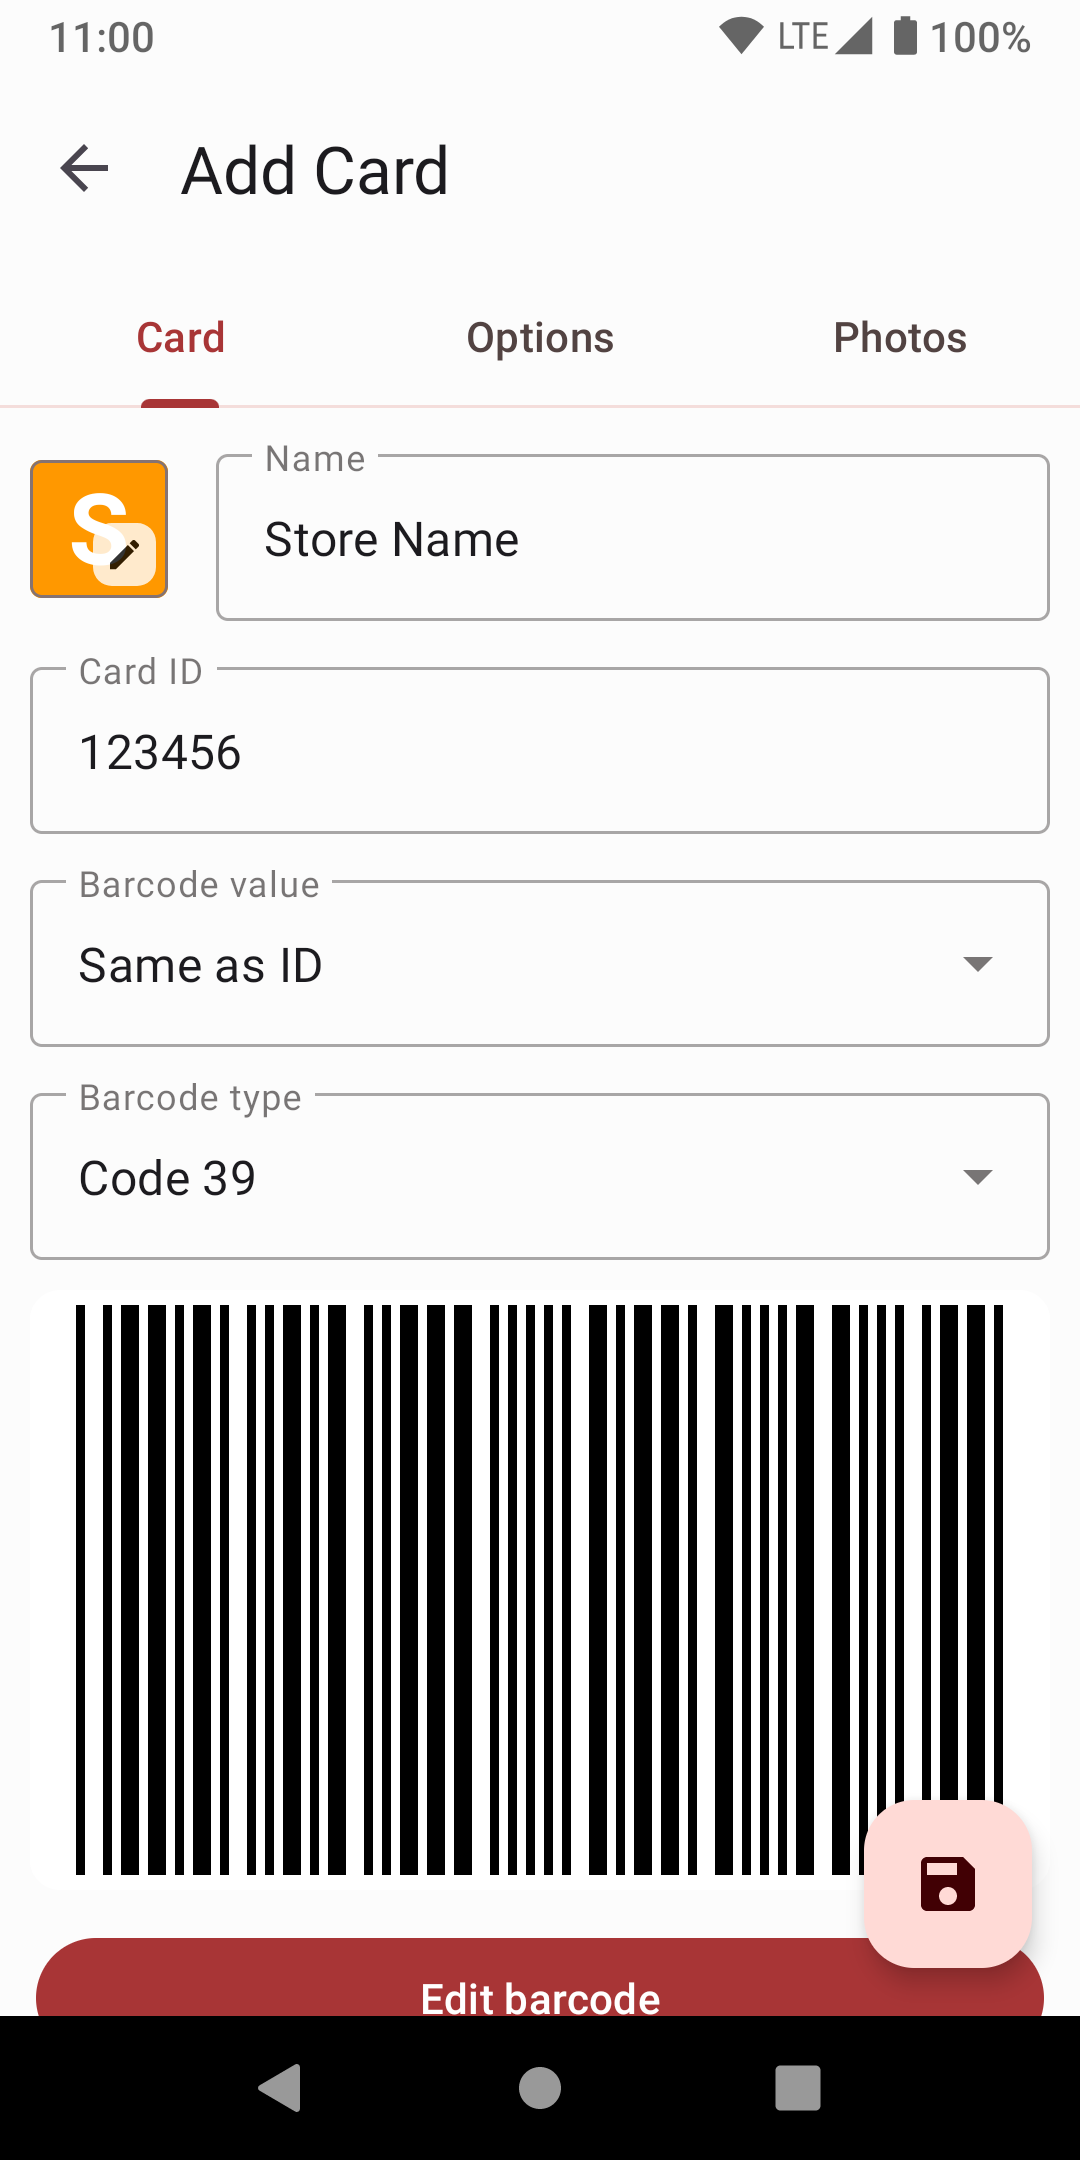 11:00
LTE 100%
Add Card
Card Options Photos
S
Name
Store Name
Card ID
123456
Barcode value
Same as ID
Barcode type
Code 39
Edit barcode